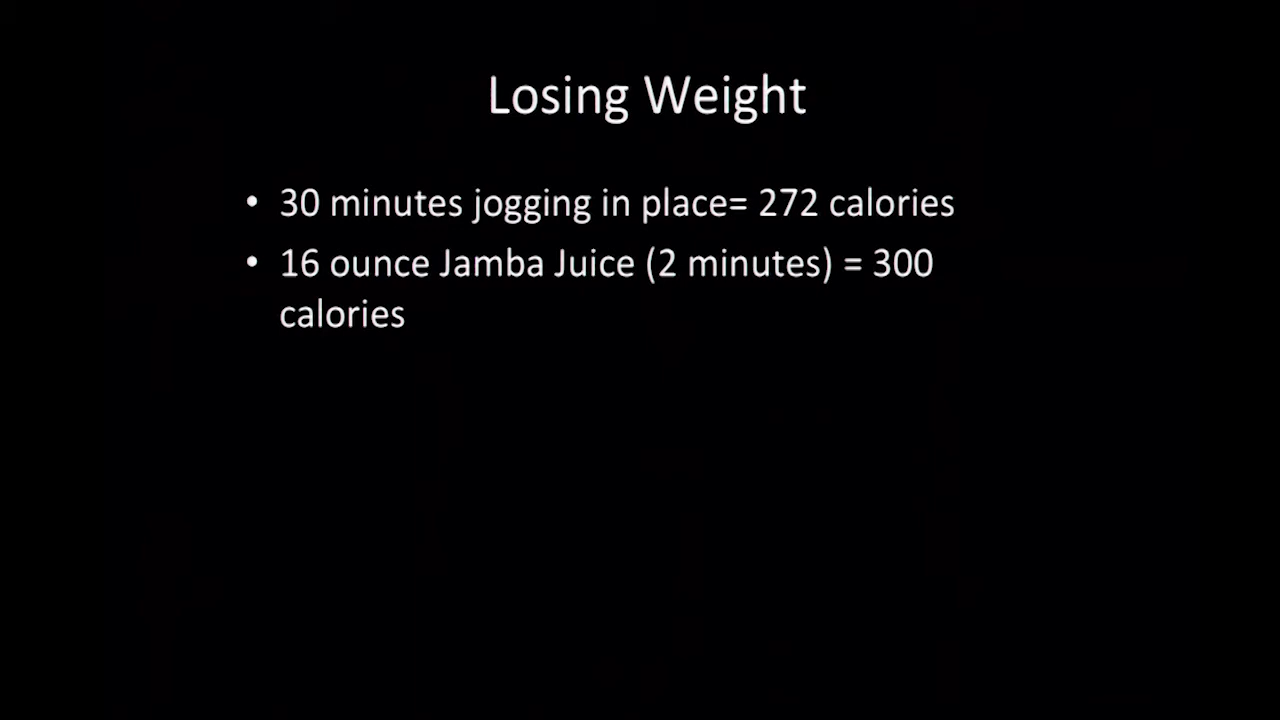 Losing Weight
• 30 minutes jogging in place= 272 calories
• 16 ounce Jamba Juice (2 minutes) = 300
calories